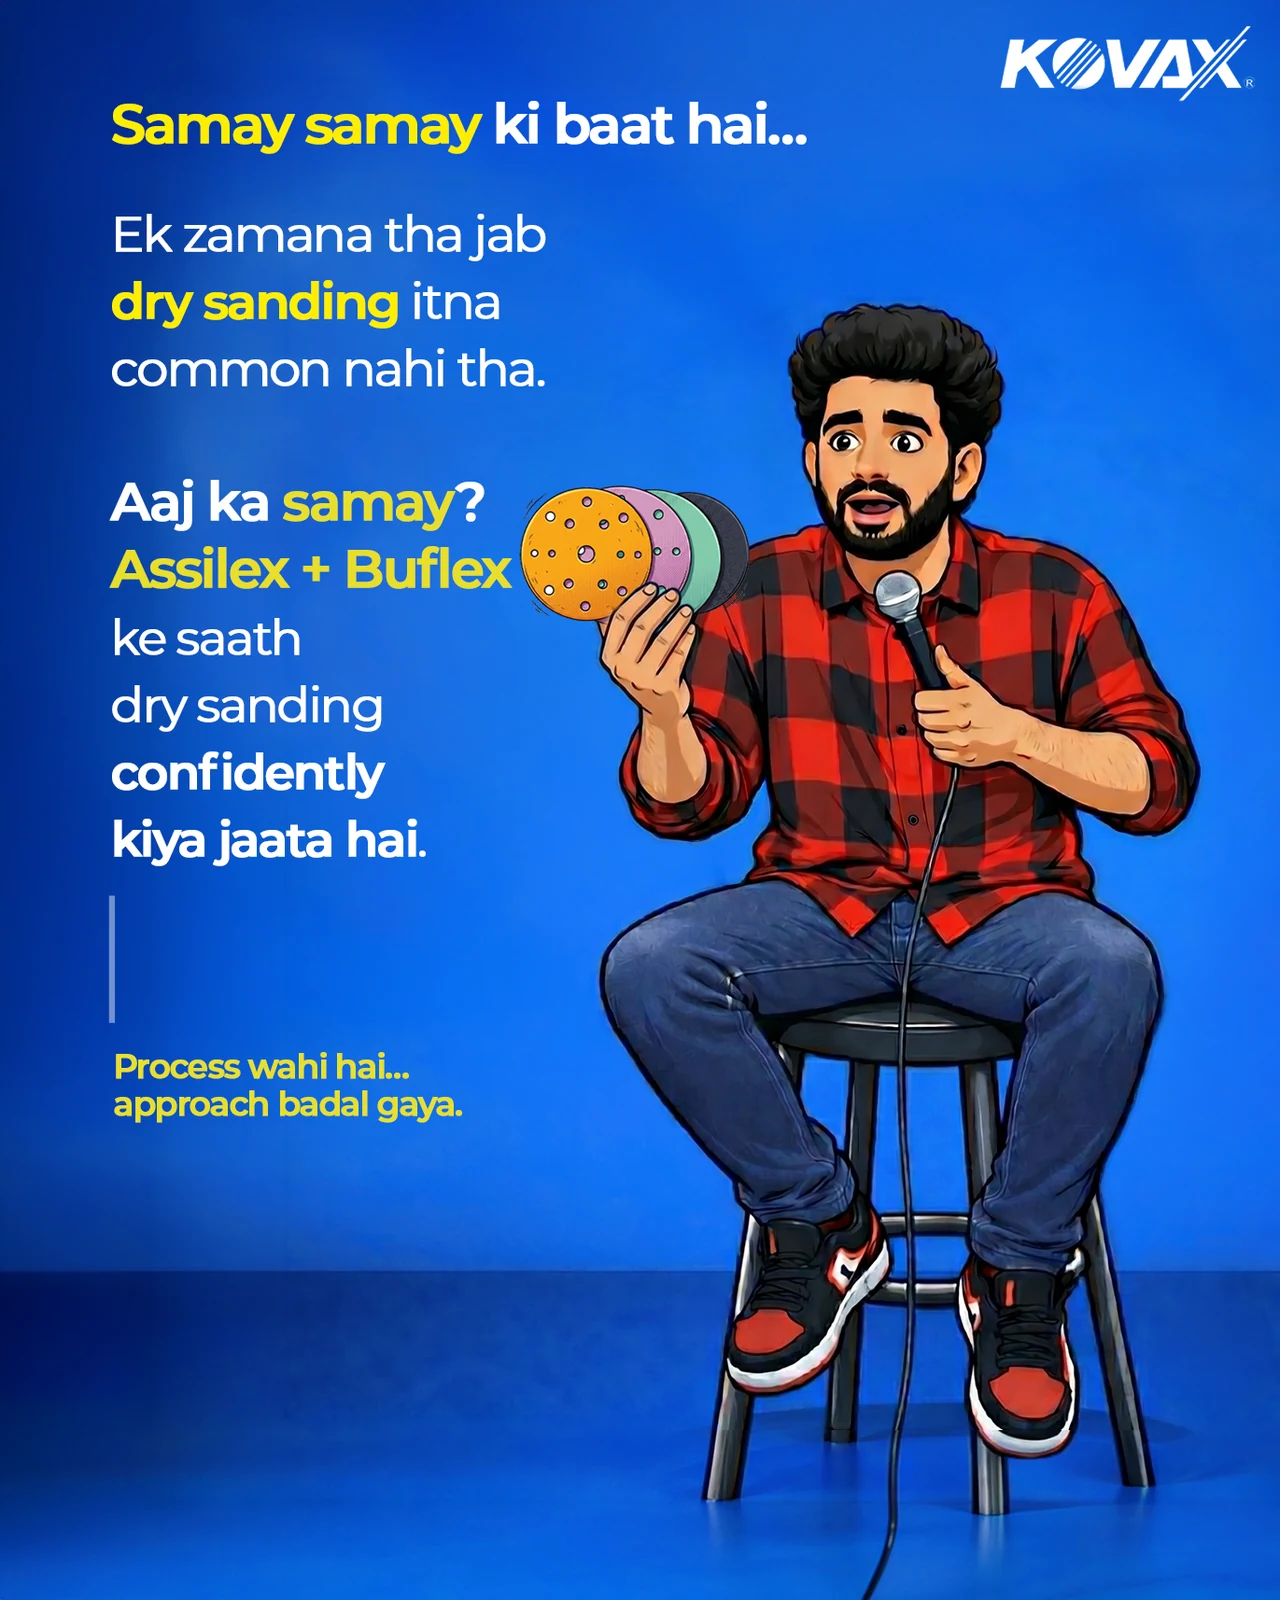 KOVAX®
Samay samay ki baat hai...
Ek zamana tha jab
dry sanding itna
common nahi tha.
Aaj ka samay?
Assilex + Buflex
ke saath
dry sanding
confidently
kiya jaata hai.
Process wahi hai...
approach badal gaya.